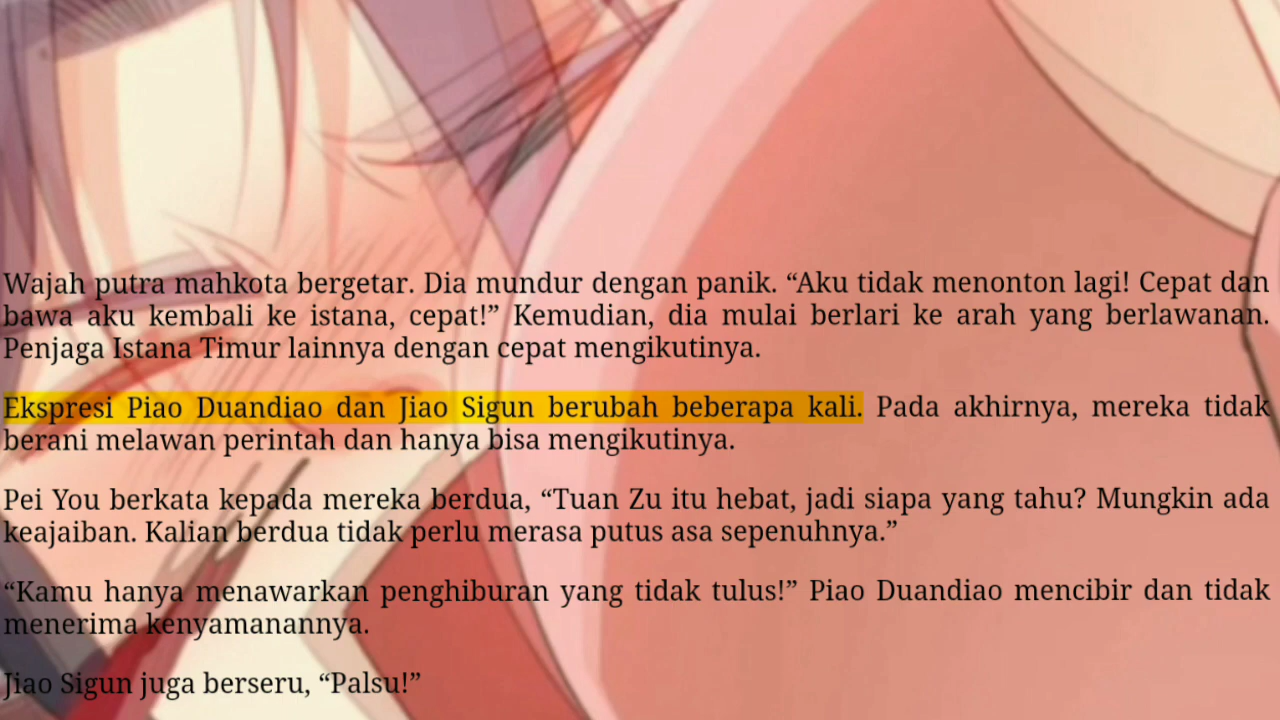 Wajah putra mahkota bergetar. Dia mundur dengan panik. “Aku tidak menonton lagi! Cepat dan
bawa aku kembali ke istana, cepat!” Kemudian, dia mulai berlari ke arah yang berlawanan.
Penjaga Istana Timur lainnya dengan cepat mengikutinya.
Ekspresi Piao Duandiao dan Jiao Sigun berubah beberapa kali. Pada akhirnya, mereka tidak
berani melawan perintah dan hanya bisa mengikutinya.
Pei You berkata kepada mereka berdua, “Tuan Zu itu hebat, jadi siapa yang tahu? Mungkin ada
keajaiban. Kalian berdua tidak perlu merasa putus asa sepenuhnya.”
“Kamu hanya menawarkan penghiburan yang tidak tulus!” Piao Duandiao mencibir dan tidak
menerima kenyamanannya.
Jiao Sigun juga berseru, “Palsu!”